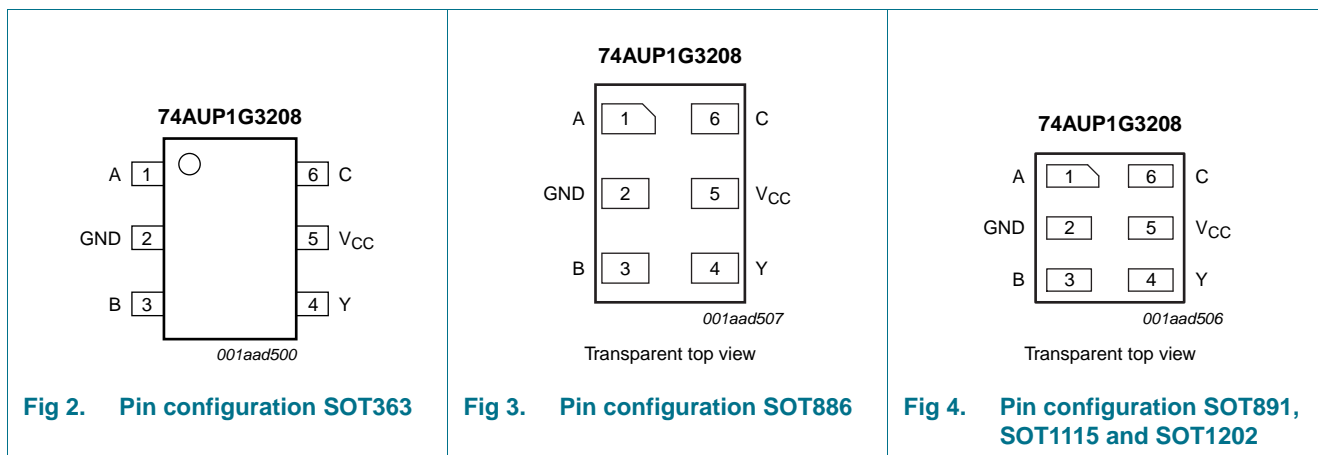 74AUP1G3208
A 1 6 C
GND 2 5 VCC
B 3 4 Y
001aad500
Fig 2. Pin configuration SOT363
74AUP1G3208
A 1 6 C
GND 2 5 VCC
B 3 4 Y
001aad507
Transparent top view
Fig 3. Pin configuration SOT886
74AUP1G3208
A 1 6 C
GND 2 5 VCC
B 3 4 Y
001aad506
Transparent top view
Fig 4. Pin configuration SOT891,
SOT1115 and SOT1202